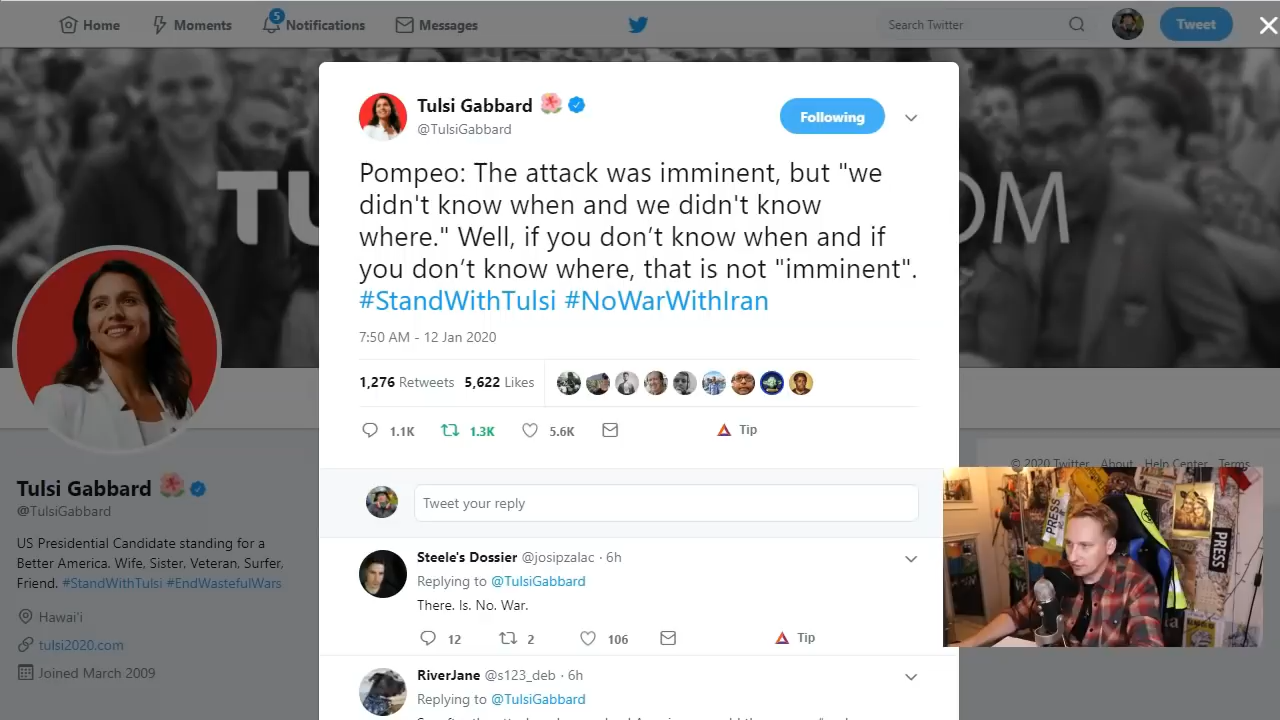 Home Moments 5 Notifications Messages Search Twitter Tweet
TU OM
Tulsi Gabbard
@TulsiGabbard
Following
Pompeo: The attack was imminent, but "we
didn't know when and we didn't know
where." Well, if you don’t know when and if
you don’t know where, that is not "imminent".
#StandWithTulsi #NoWarWithIran
7:50 AM - 12 Jan 2020
1,276 Retweets 5,622 Likes
1.1K 1.3K 5.6K Tip
Tweet your reply
Steele's Dossier @josipzalac · 6h
Replying to @TulsiGabbard
There. Is. No. War.
12 2 106 Tip
RiverJane @s123_deb · 6h
Replying to @TulsiGabbard
Tulsi Gabbard
@TulsiGabbard
US Presidential Candidate standing for a
Better America. Wife, Sister, Veteran, Surfer,
Friend. #StandWithTulsi #EndWastefulWars
Hawai'i
tulsi2020.com
Joined March 2009
© 2020 Twitter About Help Center Terms
PRESS
PRESS